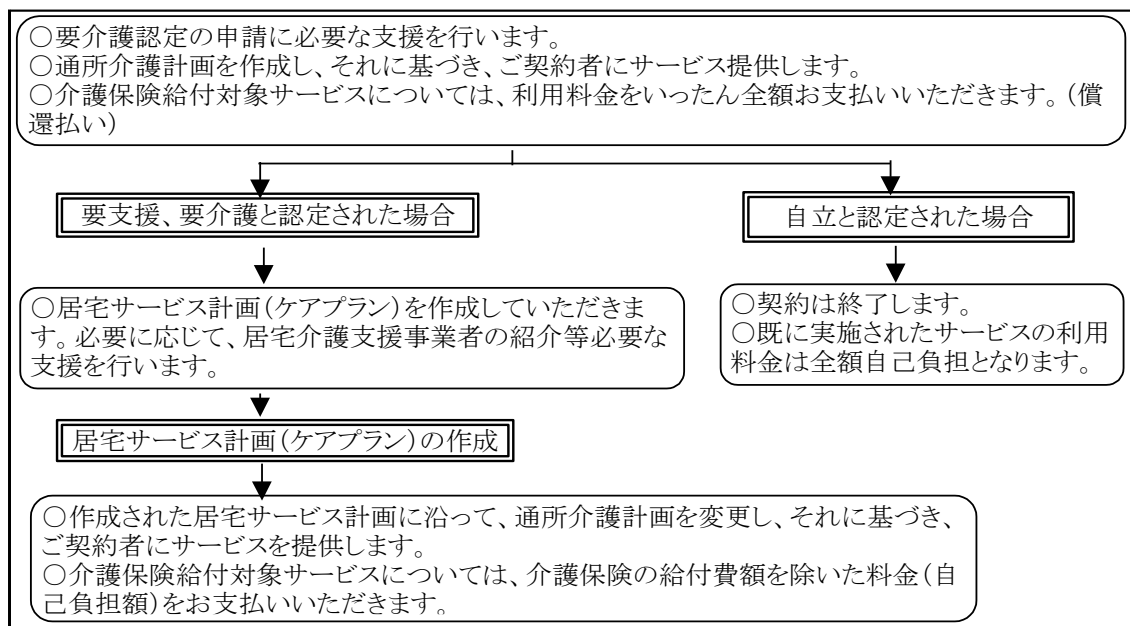 ○要介護認定の申請に必要な支援を行います。
○通所介護計画を作成し、それに基づき、ご契約者にサービス提供します。
○介護保険給付対象サービスについては、利用料金をいったん全額お支払いいただきます。(償
還払い)
要支援、要介護と認定された場合
自立と認定された場合
○居宅サービス計画(ケアプラン)を作成していただきま
す。必要に応じて、居宅介護支援事業者の紹介等必要な
支援を行います。
○契約は終了します。
○既に実施されたサービスの利用
料金は全額自己負担となります。
居宅サービス計画(ケアプラン)の作成
○作成された居宅サービス計画に沿って、通所介護計画を変更し、それに基づき、
ご契約者にサービスを提供します。
○介護保険給付対象サービスについては、介護保険の給付費額を除いた料金(自
己負担額)をお支払いいただきます。